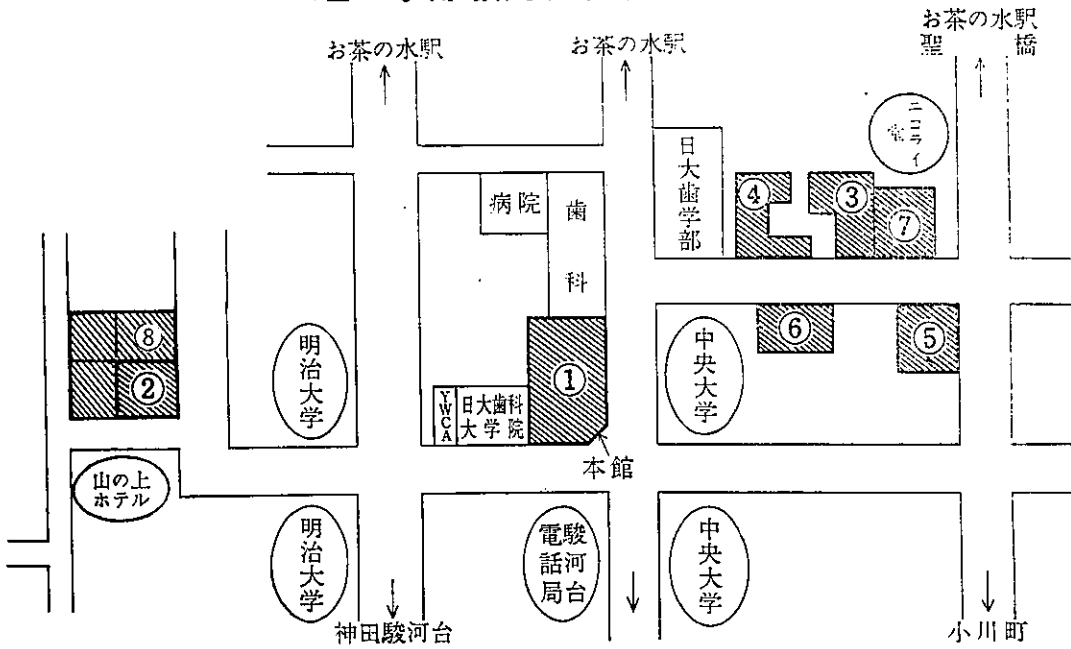 お茶の水駅
お茶の水駅
お茶の水駅
聖橋
ニコライ堂
日大歯学部
④
③
⑦
病院
歯科
⑧
②
明治大学
①
中央大学
⑥
⑤
YWCA
日大歯科
大学院
本館
山の上
ホテル
明治大学
駿河台
電話局
中央大学
神田駿河台
小川町